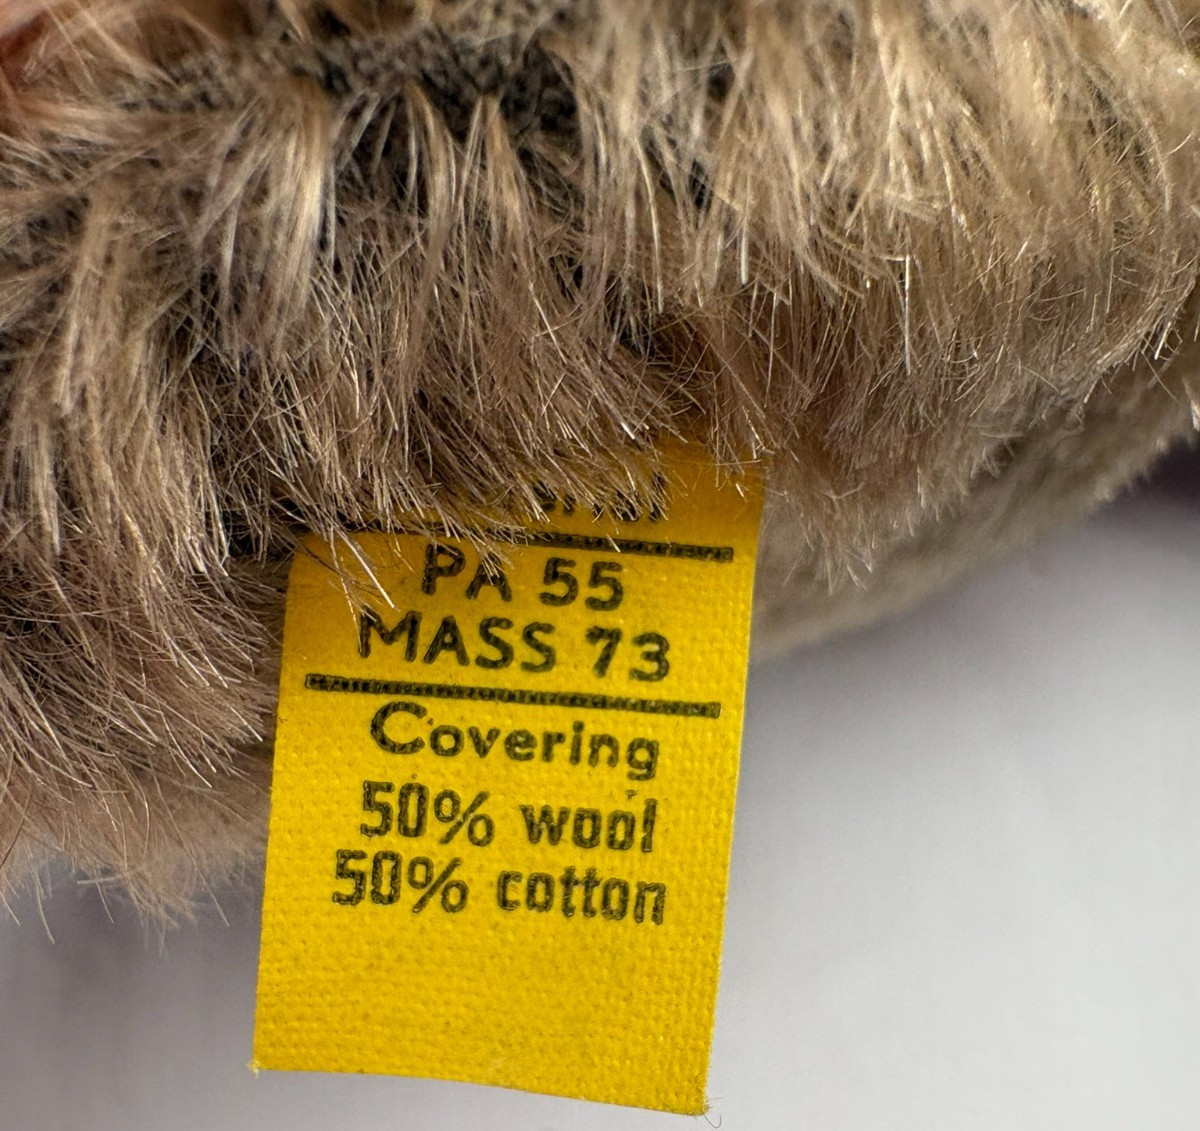 PA 55
MASS 73
Covering
50% wool
50% cotton